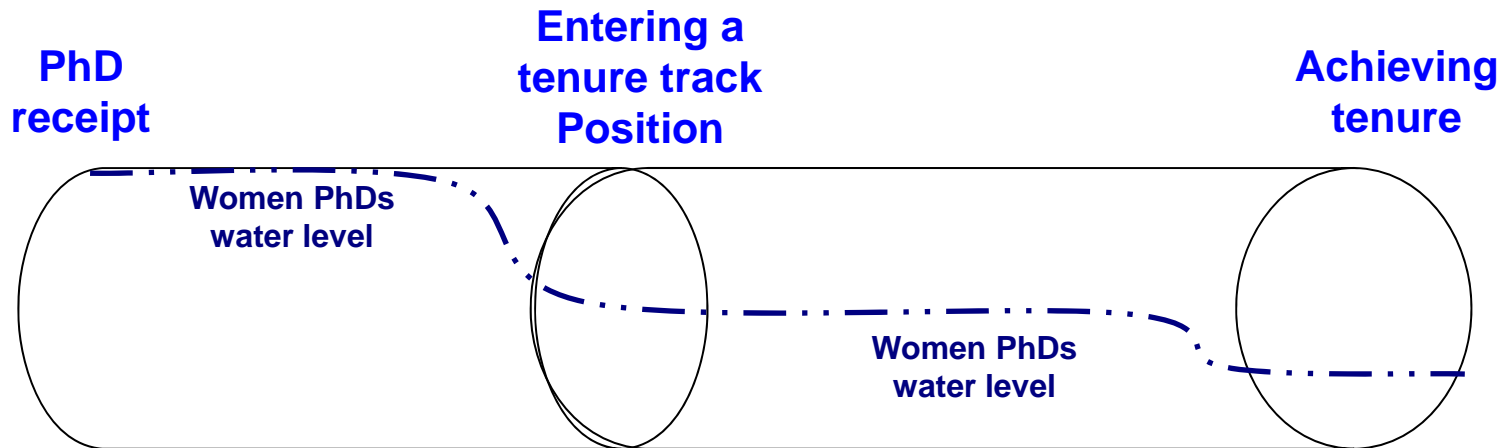 PhD
receipt
Entering a
tenure track
Position
Achieving
tenure
Women PhDs
water level
Women PhDs
water level